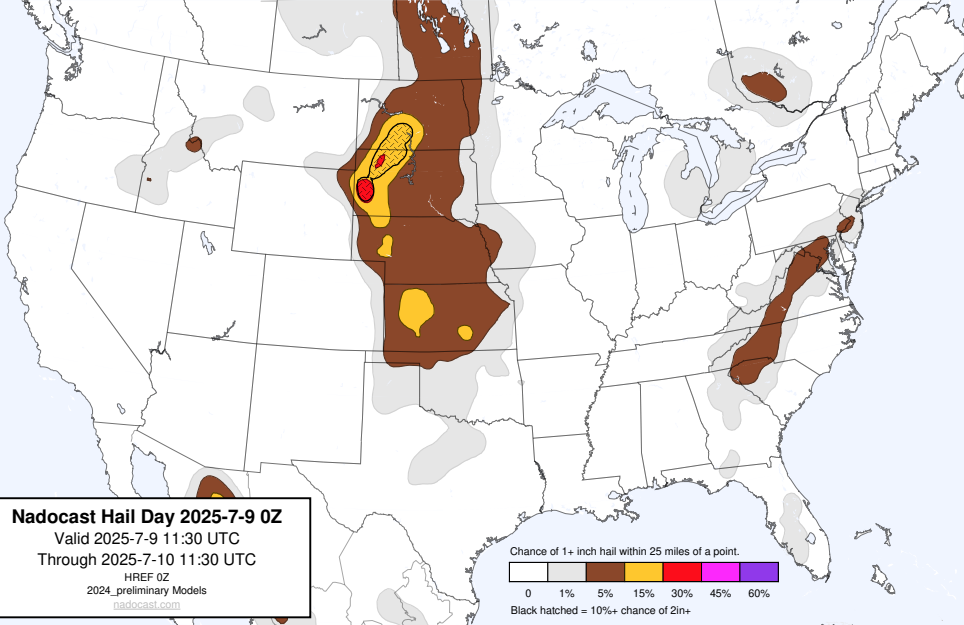 Nadocast Hail Day 2025-7-9 0Z
Valid 2025-7-9 11:30 UTC
Through 2025-7-10 11:30 UTC
HREF 0Z
2024_preliminary Models
nadocast.com
Chance of 1+ inch hail within 25 miles of a point.
0 1% 5% 15% 30% 45% 60%
Black hatched = 10%+ chance of 2in+